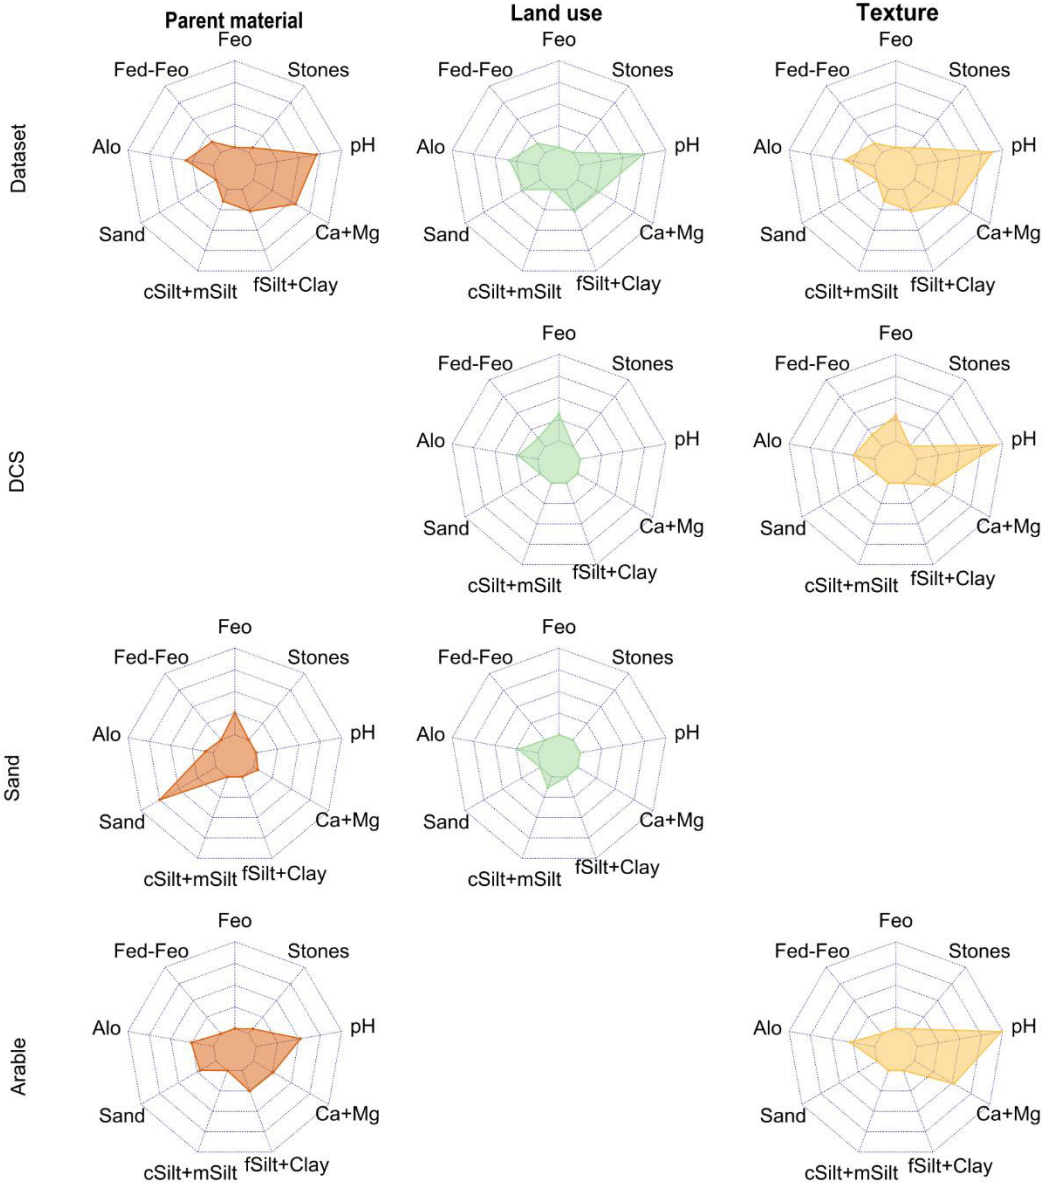 Parent material
Land use
Texture
Dataset
Feo
Stones
pH
Ca+Mg
fSilt+Clay
cSilt+mSilt
Sand
Alo
Fed-Feo
Feo
Stones
pH
Ca+Mg
fSilt+Clay
cSilt+mSilt
Sand
Alo
Fed-Feo
Feo
Stones
pH
Ca+Mg
fSilt+Clay
cSilt+mSilt
Sand
Alo
Fed-Feo
DCS
Feo
Stones
pH
Ca+Mg
fSilt+Clay
cSilt+mSilt
Sand
Alo
Fed-Feo
Feo
Stones
pH
Ca+Mg
fSilt+Clay
cSilt+mSilt
Sand
Alo
Fed-Feo
Sand
Feo
Stones
pH
Ca+Mg
fSilt+Clay
cSilt+mSilt
Sand
Alo
Fed-Feo
Feo
Stones
pH
Ca+Mg
fSilt+Clay
cSilt+mSilt
Sand
Alo
Fed-Feo
Arable
Feo
Stones
pH
Ca+Mg
fSilt+Clay
cSilt+mSilt
Sand
Alo
Fed-Feo
Feo
Stones
pH
Ca+Mg
fSilt+Clay
cSilt+mSilt
Sand
Alo
Fed-Feo